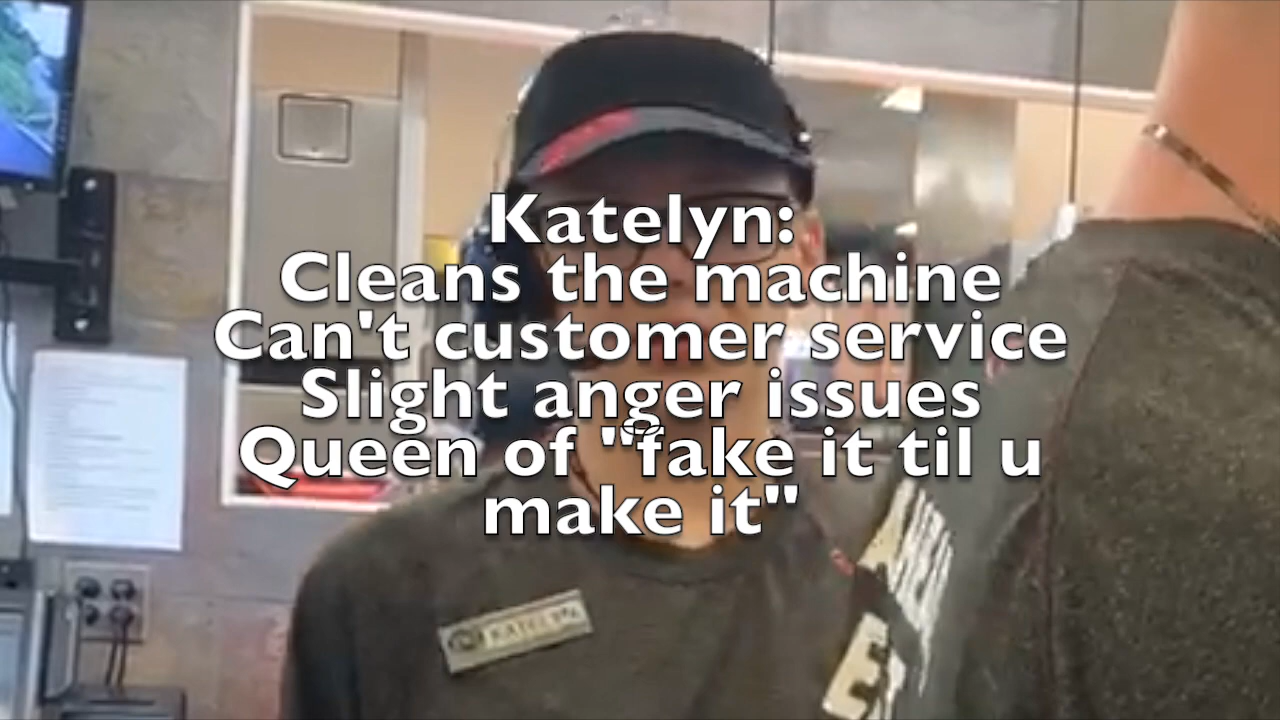 Katelyn:
Cleans the machine
Can't customer service
Slight anger issues
Queen of "fake it til u
make it"
KATELYN